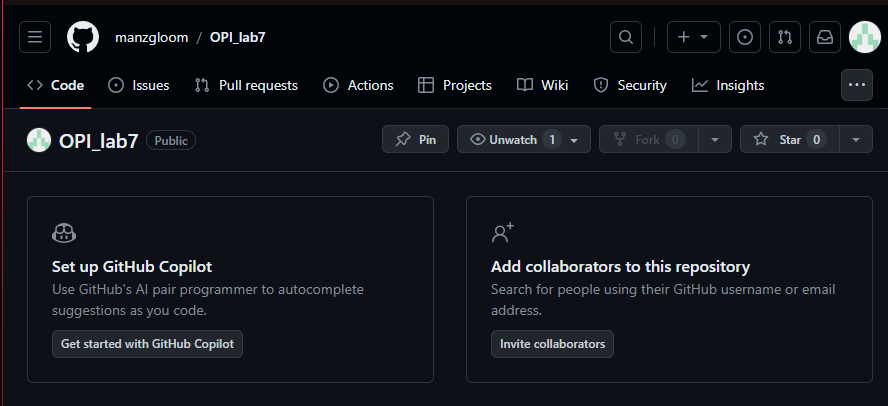 manzgloom / OPI_lab7
Code Issues Pull requests Actions Projects Wiki Security Insights
OPI_lab7 Public Pin Unwatch 1 Fork 0 Star 0
Set up GitHub Copilot
Use GitHub's AI pair programmer to autocomplete
suggestions as you code.
Get started with GitHub Copilot
Add collaborators to this repository
Search for people using their GitHub username or email
address.
Invite collaborators